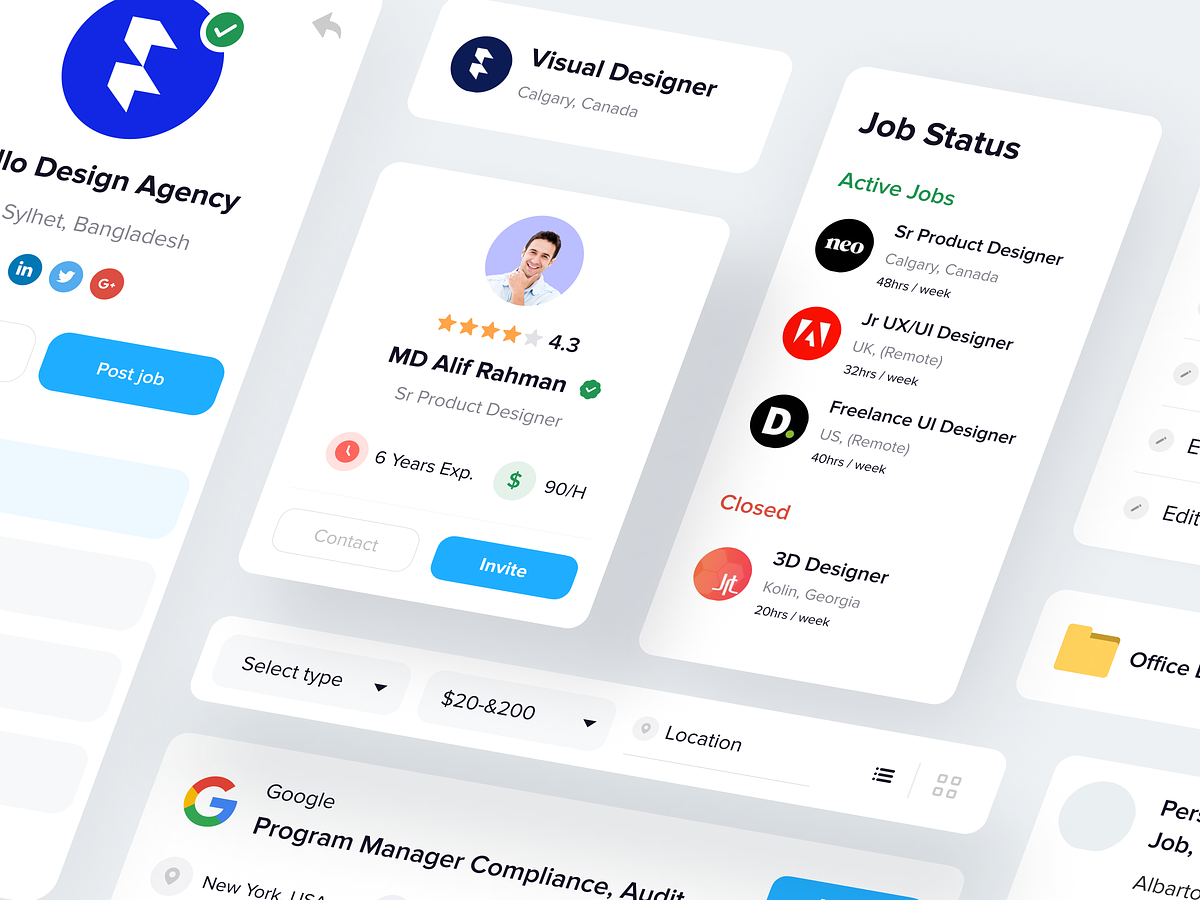 Design Agency
Sylhet, Bangladesh
in
G+
Post job
Visual Designer
Calgary, Canada
4.3
MD Alif Rahman
Sr Product Designer
6 Years Exp.
$
90/H
Contact
Invite
Job Status
Active Jobs
neo
Sr Product Designer
Calgary, Canada
48hrs / week
Jr UX/UI Designer
UK, (Remote)
32hrs / week
D.
Freelance UI Designer
US, (Remote)
40hrs / week
Closed
3D Designer
Kolin, Georgia
20hrs / week
Edit
Office
Select type
$20-&200
Location
Google
Program Manager Compliance, Audit
New York, USA
Job,